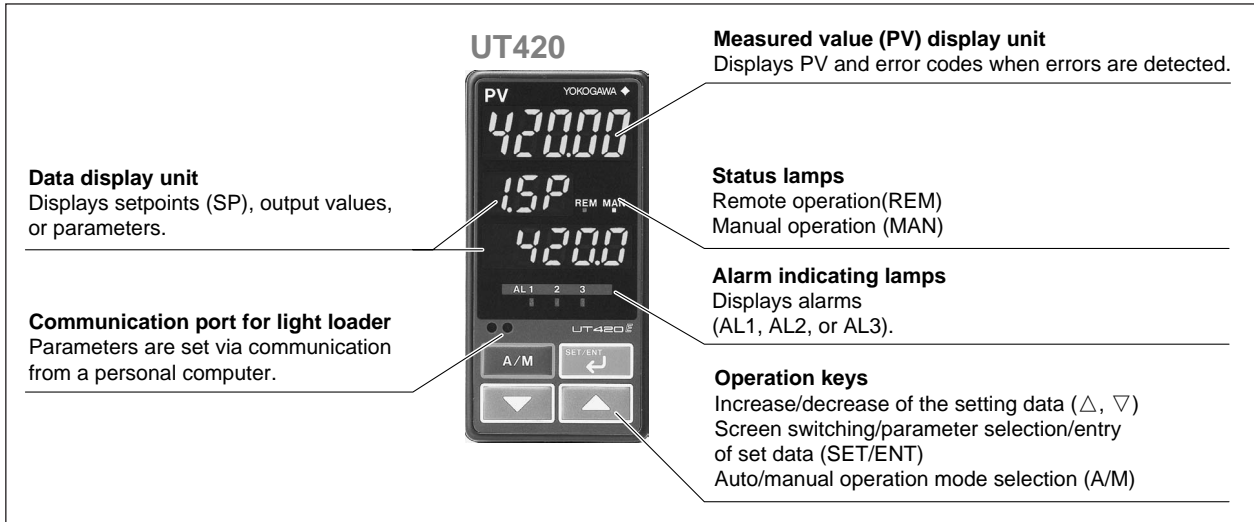 UT420
Measured value (PV) display unit
Displays PV and error codes when errors are detected.
PV YOKOGAWA
420.00
Data display unit
Displays setpoints (SP), output values,
or parameters.
1.SP REM MAN
420.0
Status lamps
Remote operation(REM)
Manual operation (MAN)
AL1 2 3
Alarm indicating lamps
Displays alarms
(AL1, AL2, or AL3).
Communication port for light loader
Parameters are set via communication
from a personal computer.
UT420
A/M SET/ENT
Operation keys
Increase/decrease of the setting data (△, ▽)
Screen switching/parameter selection/entry
of set data (SET/ENT)
Auto/manual operation mode selection (A/M)